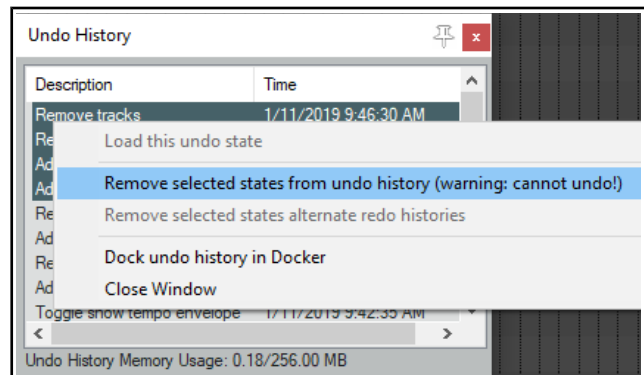 Undo History
x
Description Time
Remove tracks 1/11/2019 9:46:30 AM
Re
Load this undo state
Ad
Ad
Remove selected states from undo history (warning: cannot undo!)
Re
Remove selected states alternate redo histories
Ad
Re
Dock undo history in Docker
Ad
Close Window
Toggle show tempo envelope 1/11/2019 9:42:35 AM
Undo History Memory Usage: 0.18/256.00 MB